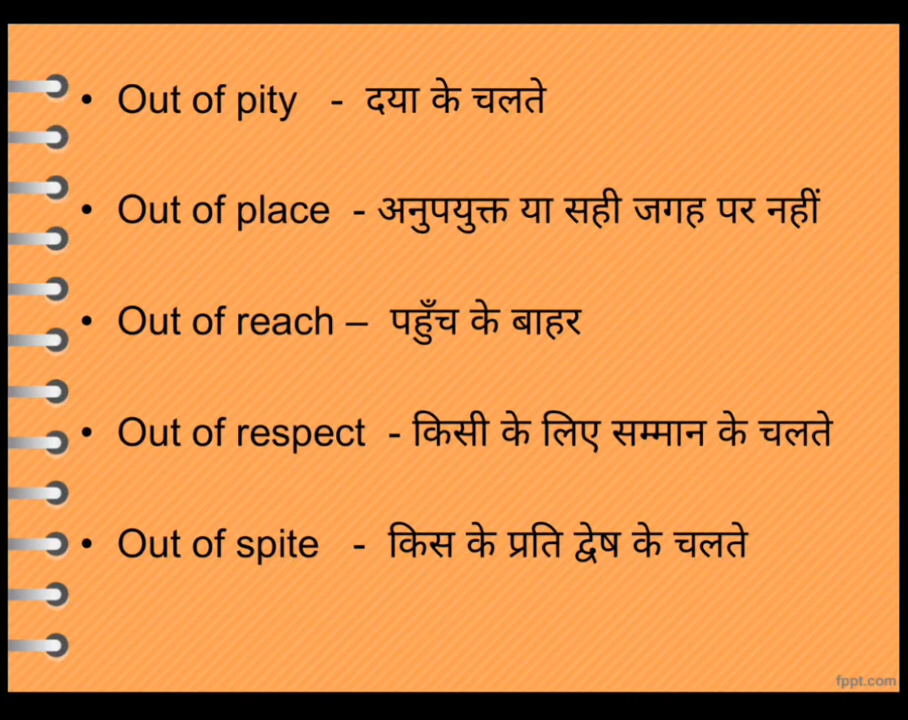 • Out of pity - दया के चलते
• Out of place - अनुपयुक्त या सही जगह पर नहीं
• Out of reach – पहुँच के बाहर
• Out of respect - किसी के लिए सम्मान के चलते
• Out of spite - किस के प्रति द्वेष के चलते
fppt.com